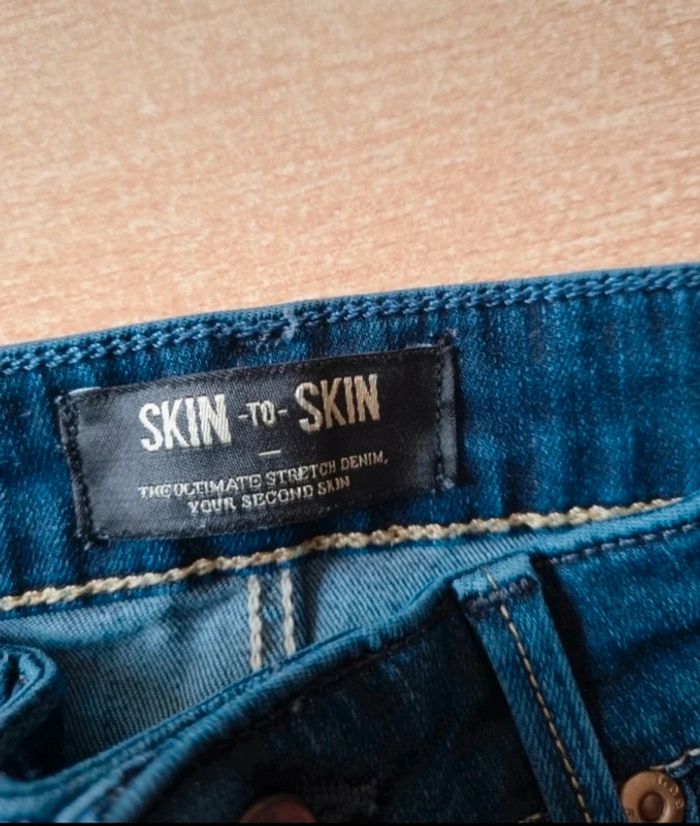 SKIN -TO- SKIN
THE ULTIMATE STRETCH DENIM,
YOUR SECOND SKIN